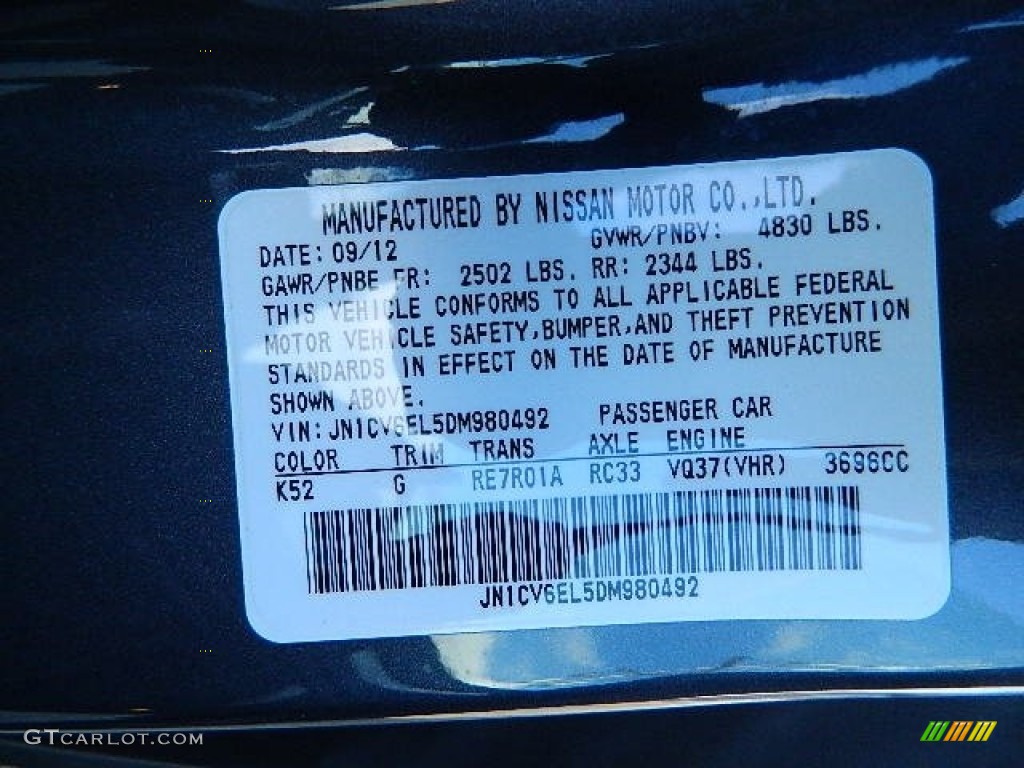 MANUFACTURED BY NISSAN MOTOR CO.,LTD.
DATE: 09/12 GVWR/PNBV: 4830 LBS.
GAWR/PNBE FR: 2502 LBS. RR: 2344 LBS.
THIS VEHICLE CONFORMS TO ALL APPLICABLE FEDERAL
MOTOR VEHICLE SAFETY,BUMPER,AND THEFT PREVENTION
STANDARDS IN EFFECT ON THE DATE OF MANUFACTURE
SHOWN ABOVE.
VIN:JN1CV6EL5DM980492 PASSENGER CAR
COLOR TRIM TRANS AXLE ENGINE
K52 G RE7R01A RC33 VQ37(VHR) 3696CC
JN1CV6EL5DM980492
GTCARLOT.COM